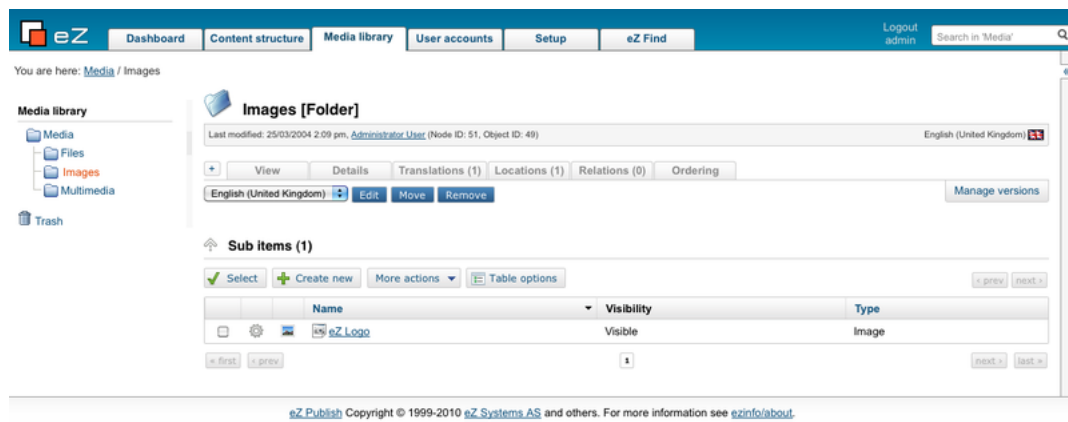 eZ
Dashboard Content structure Media library User accounts Setup eZ Find
Logout
admin
Search in 'Media'
You are here: Media / Images
Media library
Media
Files
Images
Multimedia
Trash
Images [Folder]
Last modified: 25/03/2004 2:09 pm, Administrator User (Node ID: 51, Object ID: 49) English (United Kingdom)
+ View Details Translations (1) Locations (1) Relations (0) Ordering
English (United Kingdom) Edit Move Remove Manage versions
Sub items (1)
Select Create new More actions Table options ‹ prev next ›
Name Visibility Type
eZ Logo Visible Image
« first ‹ prev 1 next › last »
eZ Publish Copyright © 1999-2010 eZ Systems AS and others. For more information see ezinfo/about.